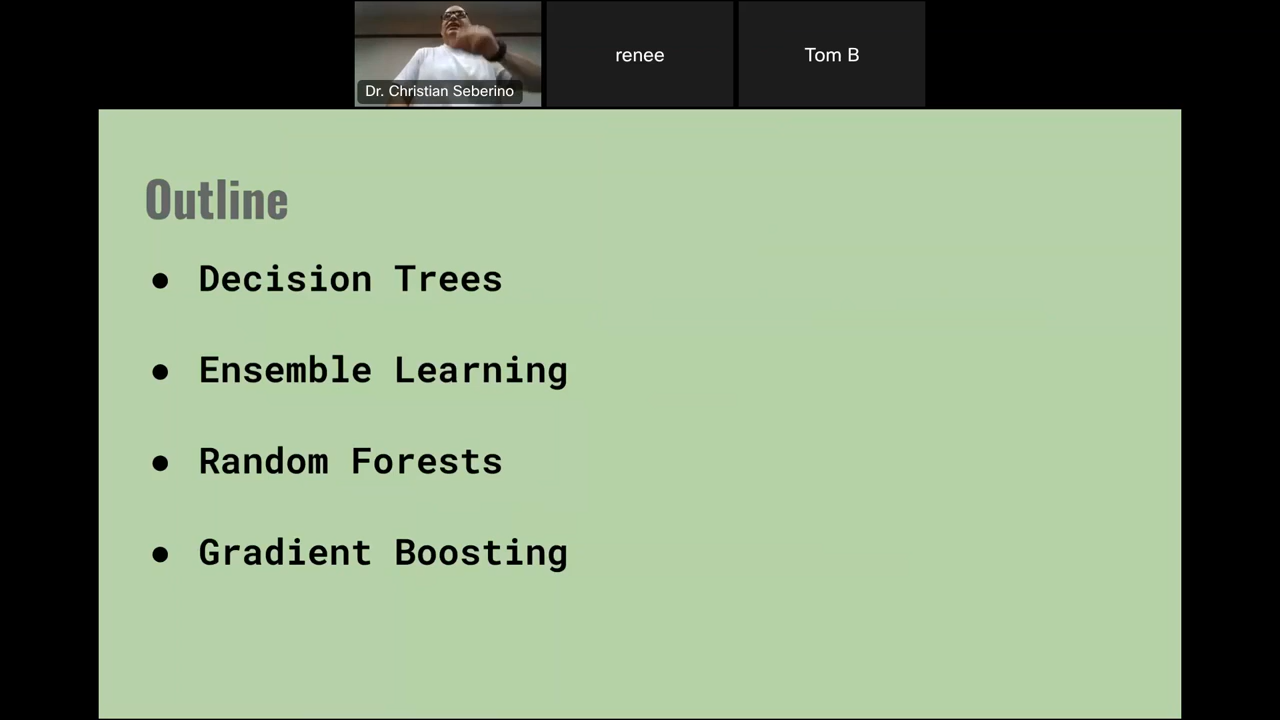 Dr. Christian Seberino
renee
Tom B
Outline
● Decision Trees
● Ensemble Learning
● Random Forests
● Gradient Boosting